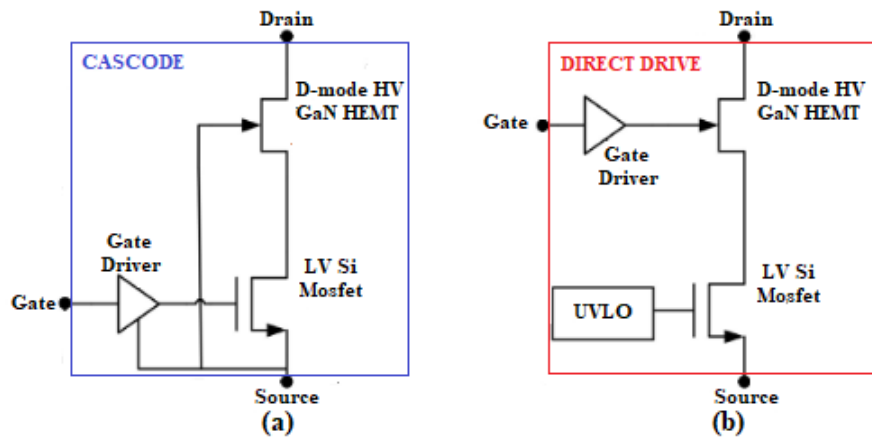 Drain
CASCODE
D-mode HV
GaN HEMT
Gate
Driver
LV Si
Mosfet
Gate
Source
(a)
Drain
DIRECT DRIVE
D-mode HV
GaN HEMT
Gate
Gate
Driver
LV Si
Mosfet
UVLO
Source
(b)